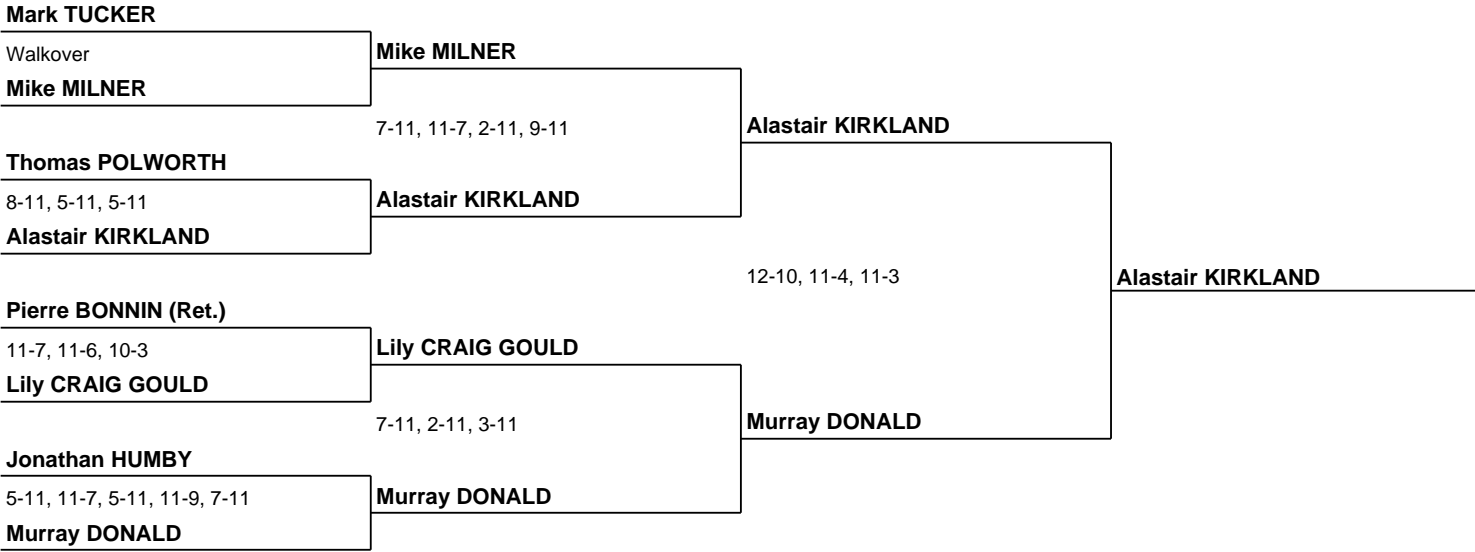 Mark TUCKER
Walkover
Mike MILNER
Mike MILNER
7-11, 11-7, 2-11, 9-11
Alastair KIRKLAND
Thomas POLWORTH
8-11, 5-11, 5-11
Alastair KIRKLAND
Alastair KIRKLAND
12-10, 11-4, 11-3
Alastair KIRKLAND
Pierre BONNIN (Ret.)
11-7, 11-6, 10-3
Lily CRAIG GOULD
Lily CRAIG GOULD
7-11, 2-11, 3-11
Murray DONALD
Jonathan HUMBY
5-11, 11-7, 5-11, 11-9, 7-11
Murray DONALD
Murray DONALD